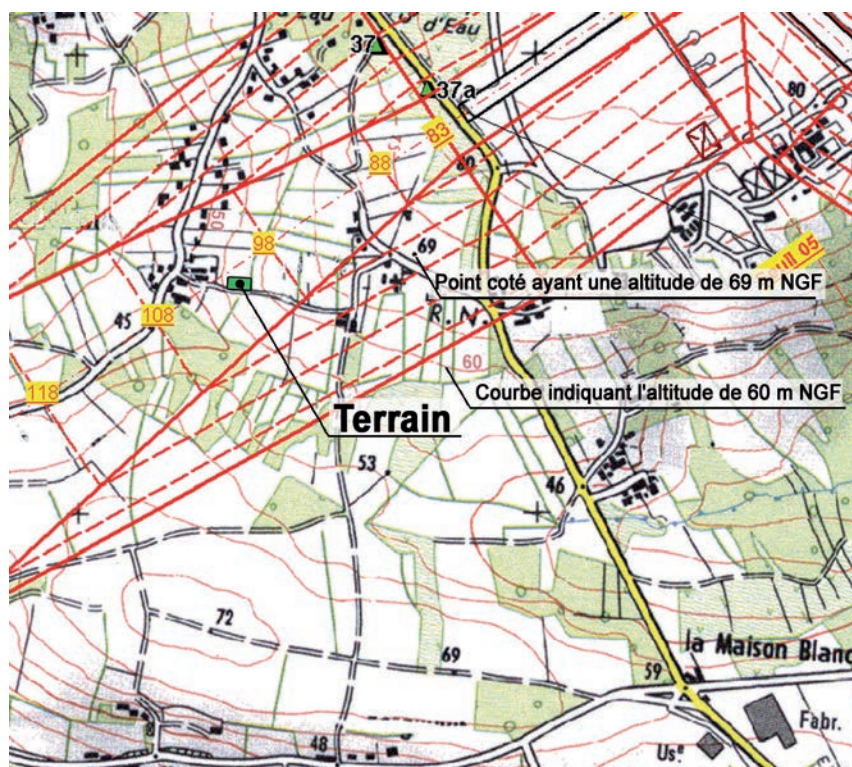 37
d'Eau
37a
80
83
88
80
50
98
69
JUIL 05
Point coté ayant une altitude de 69 m NGF
108
45
R. N.
60
118
Courbe indiquant l'altitude de 60 m NGF
Terrain
53
46
72
69
la Maison Blanc
59
Fabr.
48
Us.e